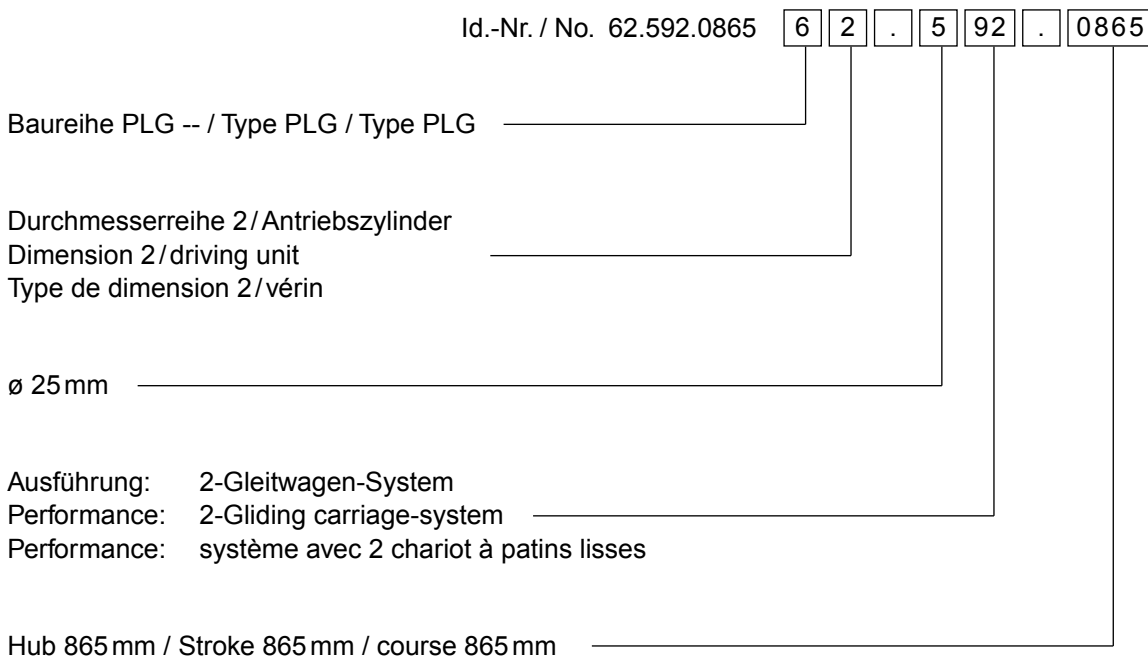 Id.-Nr. / No. 62.592.0865 6 2 . 5 92 . 0865
Baureihe PLG -- / Type PLG / Type PLG
Durchmesserreihe 2/Antriebszylinder
Dimension 2/driving unit
Type de dimension 2/vérin
ø 25 mm
Ausführung: 2-Gleitwagen-System
Performance: 2-Gliding carriage-system
Performance: système avec 2 chariot à patins lisses
Hub 865 mm / Stroke 865 mm / course 865 mm